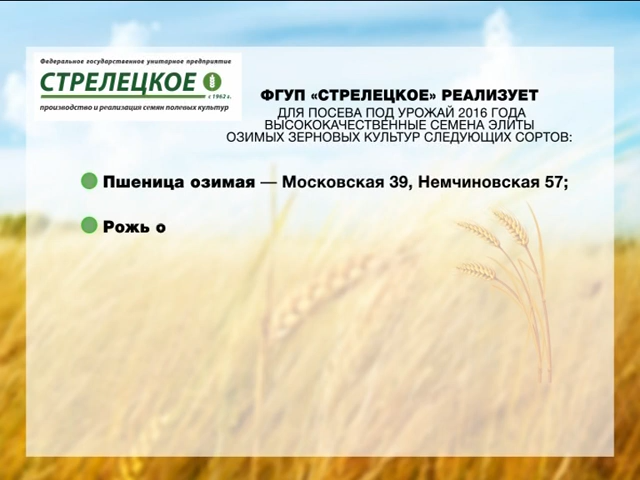 Федеральное государственное унитарное предприятие
СТРЕЛЕЦКОЕ
с 1962 г.
производство и реализация семян полевых культур
ФГУП «СТРЕЛЕЦКОЕ» РЕАЛИЗУЕТ
ДЛЯ ПОСЕВА ПОД УРОЖАЙ 2016 ГОДА
ВЫСОКОКАЧЕСТВЕННЫЕ СЕМЕНА ЭЛИТЫ
ОЗИМЫХ ЗЕРНОВЫХ КУЛЬТУР СЛЕДУЮЩИХ СОРТОВ:
Пшеница озимая — Московская 39, Немчиновская 57;
Рожь о